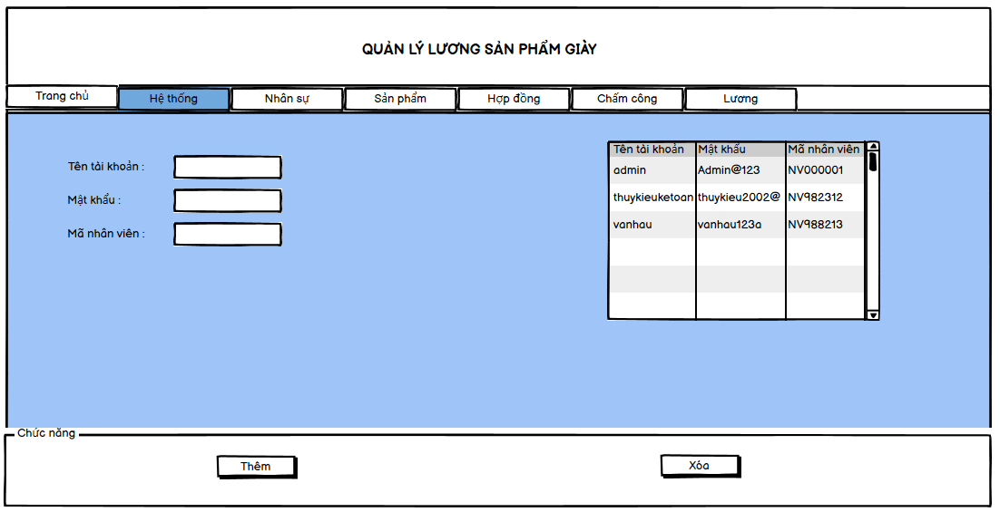 QUẢN LÝ LƯƠNG SẢN PHẨM GIÀY
Trang chủ Hệ thống Nhân sự Sản phẩm Hợp đồng Chấm công Lương
Tên tài khoản :
Mật khẩu :
Mã nhân viên :
Tên tài khoản Mật khẩu Mã nhân viên
admin Admin@123 NV000001
thuykieuketoan thuykieu2002@ NV982312
vanhau vanhau123a NV988213
Chức năng
Thêm Xóa